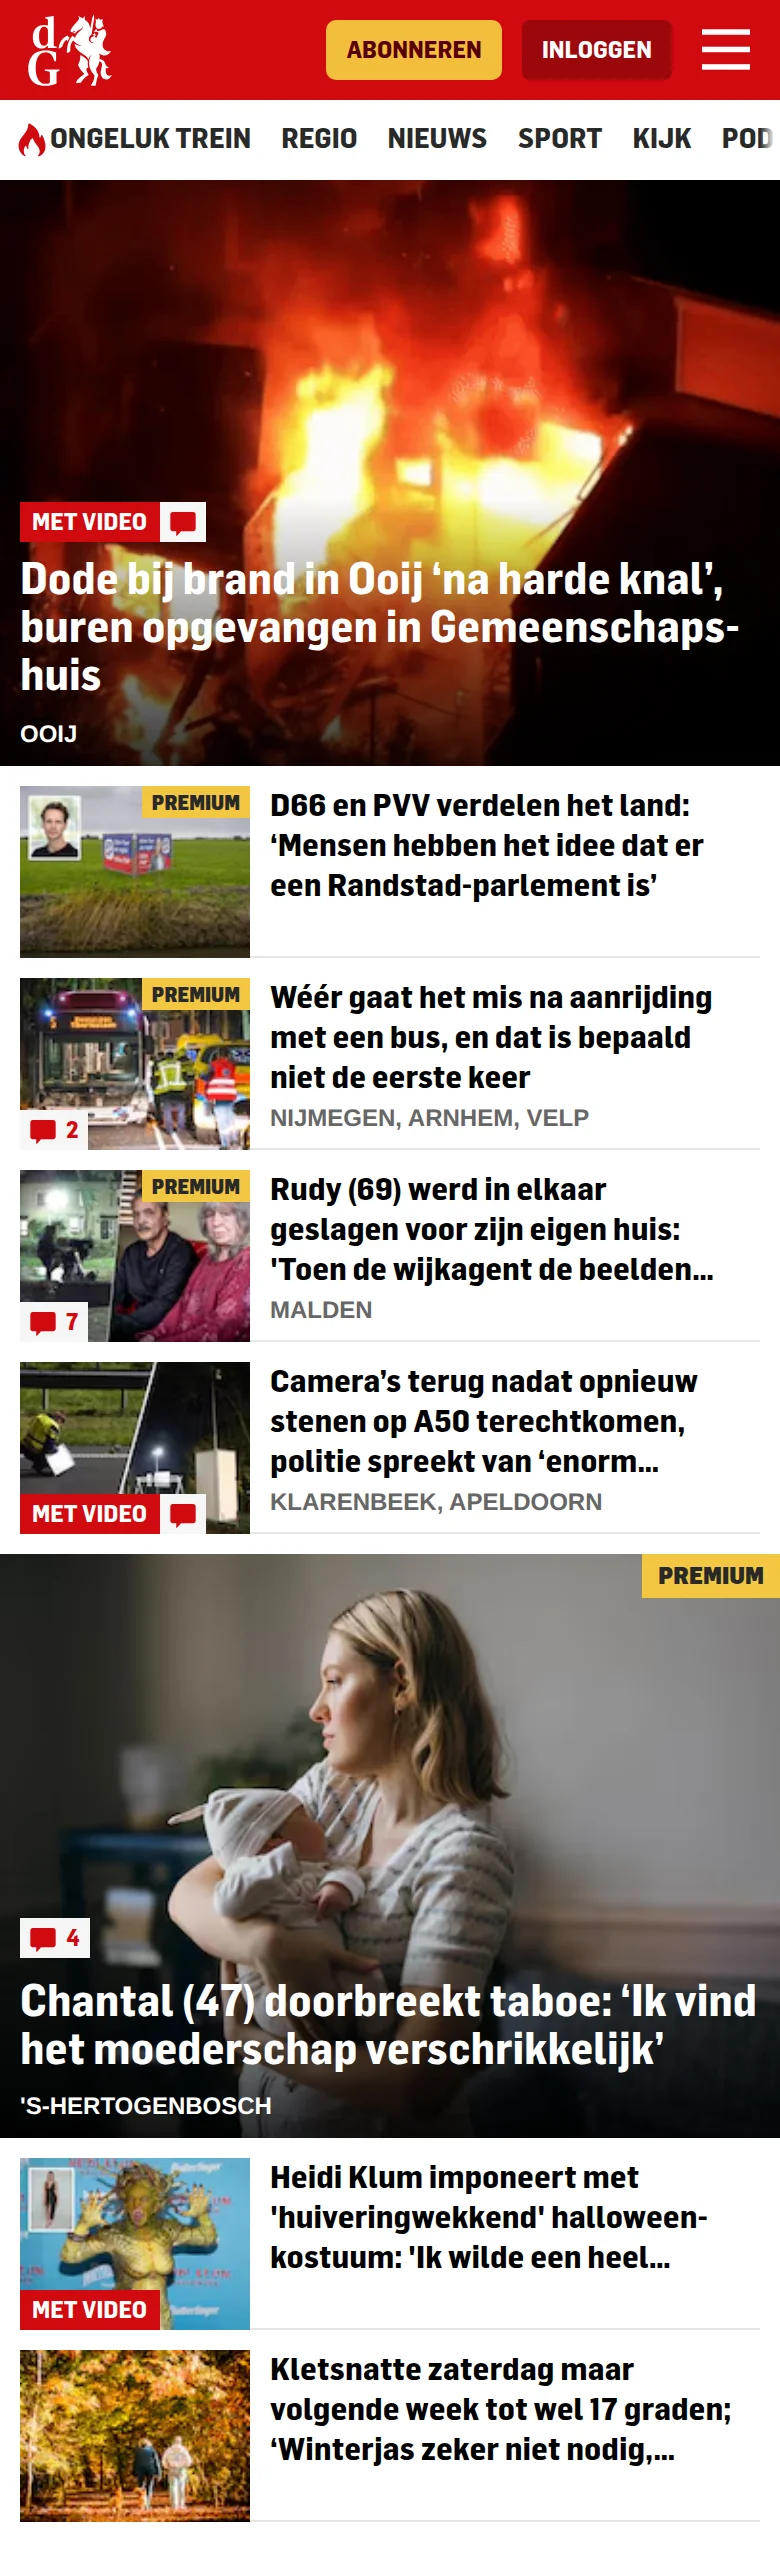 dG
ABONNEREN
INLOGGEN
ONGELUK TREIN
REGIO
NIEUWS
SPORT
KIJK
POD
MET VIDEO
Dode bij brand in Ooij ‘na harde knal’,
buren opgevangen in Gemeenschaps-
huis
OOIJ
PREMIUM
D66 en PVV verdelen het land:
‘Mensen hebben het idee dat er
een Randstad-parlement is’
PREMIUM
2
Wéér gaat het mis na aanrijding
met een bus, en dat is bepaald
niet de eerste keer
NIJMEGEN, ARNHEM, VELP
PREMIUM
7
Rudy (69) werd in elkaar
geslagen voor zijn eigen huis:
'Toen de wijkagent de beelden...
MALDEN
MET VIDEO
Camera’s terug nadat opnieuw
stenen op A50 terechtkomen,
politie spreekt van ‘enorm...
KLARENBEEK, APELDOORN
PREMIUM
4
Chantal (47) doorbreekt taboe: ‘Ik vind
het moederschap verschrikkelijk’
'S-HERTOGENBOSCH
MET VIDEO
Heidi Klum imponeert met
'huiveringwekkend' halloween-
kostuum: 'Ik wilde een heel...
Kletsnatte zaterdag maar
volgende week tot wel 17 graden;
‘Winterjas zeker niet nodig,...